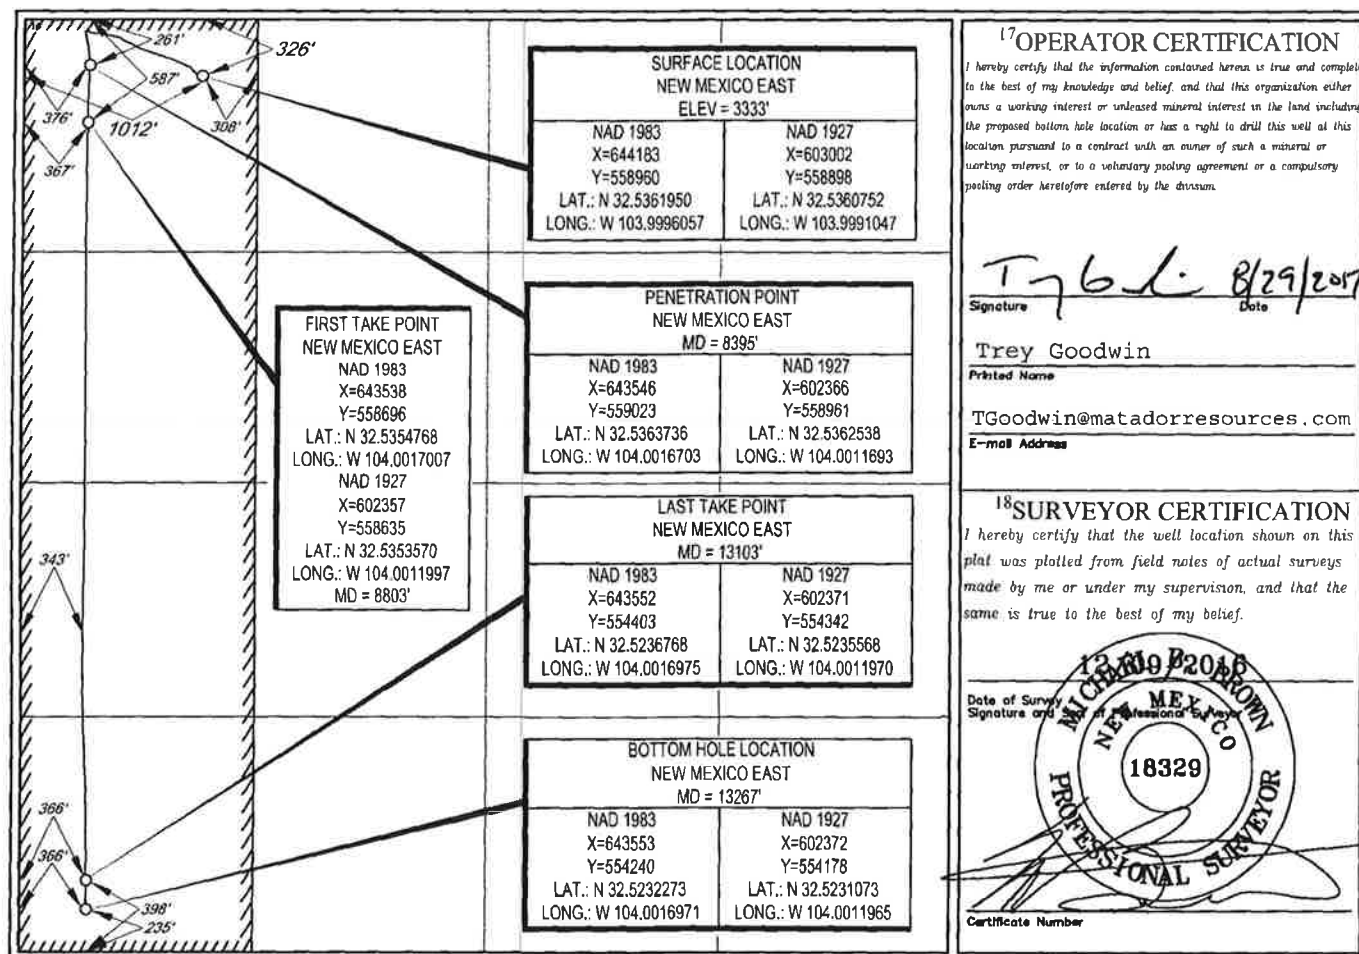 261'
326'
587'
376'
1012'
308'
367'
SURFACE LOCATION
NEW MEXICO EAST
ELEV = 3333'
NAD 1983
X=644183
Y=558960
LAT.: N 32.5361950
LONG.: W 103.9996057
NAD 1927
X=603002
Y=558898
LAT.: N 32.5360752
LONG.: W 103.9991047
PENETRATION POINT
NEW MEXICO EAST
MD = 8395'
NAD 1983
X=643546
Y=559023
LAT.: N 32.5363736
LONG.: W 104.0016703
NAD 1927
X=602366
Y=558961
LAT.: N 32.5362538
LONG.: W 104.0011693
FIRST TAKE POINT
NEW MEXICO EAST
NAD 1983
X=643538
Y=558696
LAT.: N 32.5354768
LONG.: W 104.0017007
NAD 1927
X=602357
Y=558635
LAT.: N 32.5353570
LONG.: W 104.0011997
MD = 8803'
LAST TAKE POINT
NEW MEXICO EAST
MD = 13103'
NAD 1983
X=643552
Y=554403
LAT.: N 32.5236768
LONG.: W 104.0016975
NAD 1927
X=602371
Y=554342
LAT.: N 32.5235568
LONG.: W 104.0011970
343'
BOTTOM HOLE LOCATION
NEW MEXICO EAST
MD = 13267'
NAD 1983
X=643553
Y=554240
LAT.: N 32.5232273
LONG.: W 104.0016971
NAD 1927
X=602372
Y=554178
LAT.: N 32.5231073
LONG.: W 104.0011965
366'
366'
398'
235'
17OPERATOR CERTIFICATION
I hereby certify that the information contained herein is true and complete
to the best of my knowledge and belief, and that this organization either
owns a working interest or unleased mineral interest in the land including
the proposed bottom hole location or has a right to drill this well at this
location pursuant to a contract with an owner of such a mineral or
working interest, or to a voluntary pooling agreement or a compulsory
pooling order heretofore entered by the division.
8/29/2017
Signature Date
Trey Goodwin
Printed Name
TGoodwin@matadorresources.com
E-mail Address
18SURVEYOR CERTIFICATION
I hereby certify that the well location shown on this
plat was plotted from field notes of actual surveys
made by me or under my supervision, and that the
same is true to the best of my belief.
Date of Survey
Signature and Seal of Professional Surveyor
MICHAEL B. BROWN
NEW MEXICO
18329
PROFESSIONAL SURVEYOR
Certificate Number